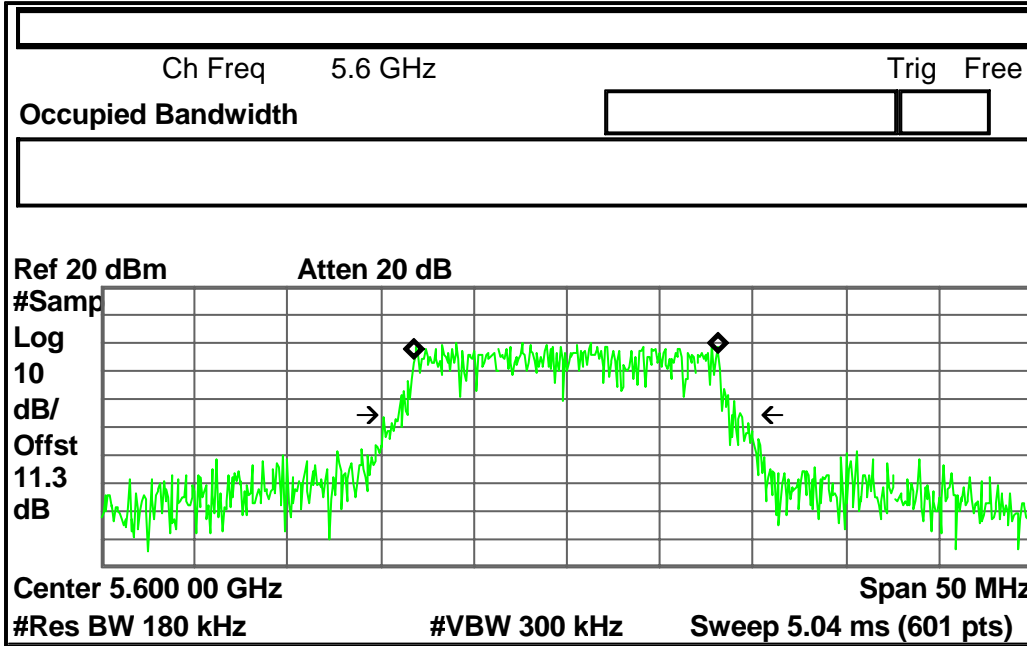 Ch Freq 5.6 GHz Trig Free
Occupied Bandwidth
Ref 20 dBm Atten 20 dB
#Samp
Log
10
dB/
Offst
11.3
dB
Center 5.600 00 GHz Span 50 MHz
#Res BW 180 kHz #VBW 300 kHz Sweep 5.04 ms (601 pts)